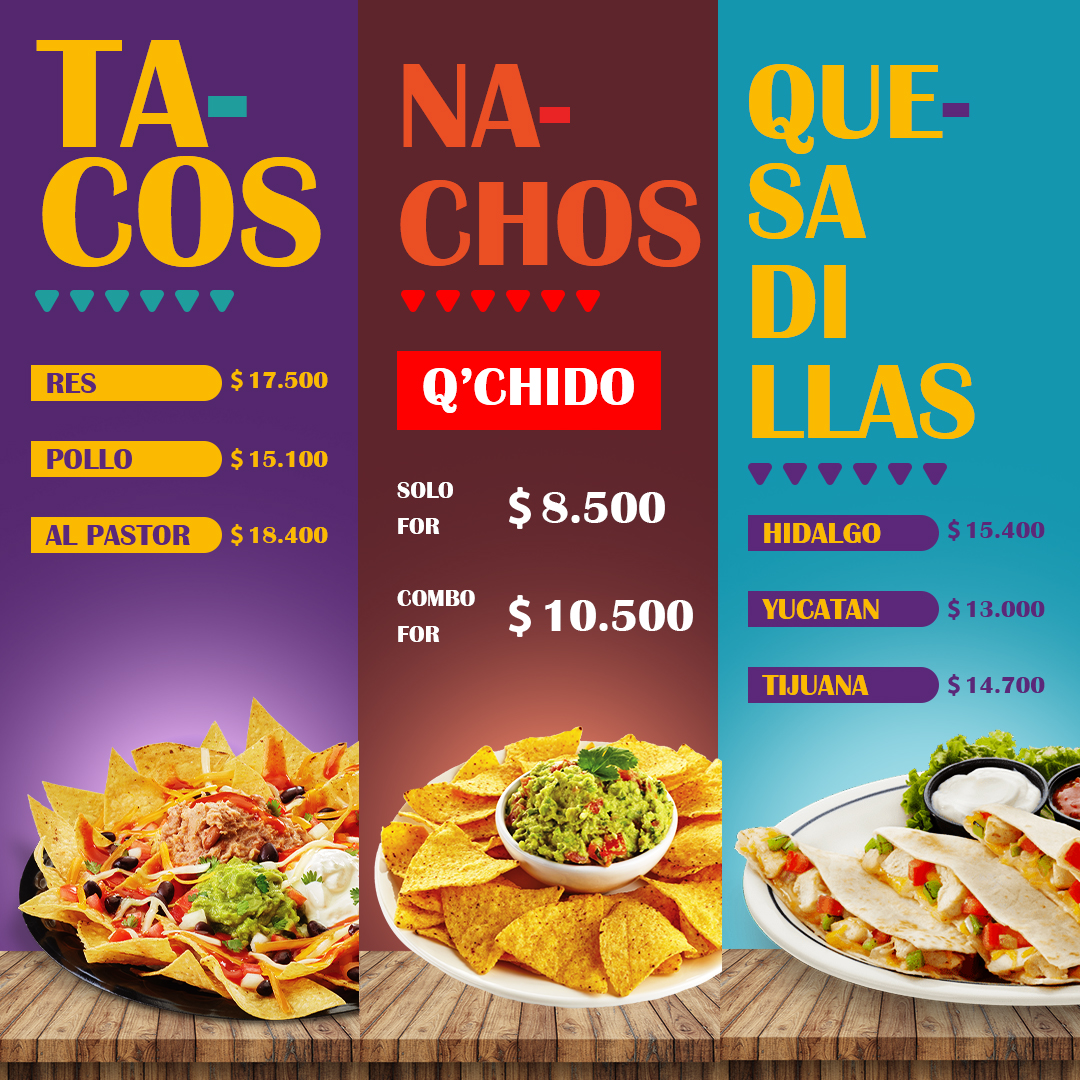 TA-
COS
RES $ 17.500
POLLO $ 15.100
AL PASTOR $ 18.400
NA-
CHOS
Q’CHIDO
SOLO
FOR
$ 8.500
COMBO
FOR
$ 10.500
QUE-
SA
DI
LLAS
HIDALGO $ 15.400
YUCATAN $ 13.000
TIJUANA $ 14.700